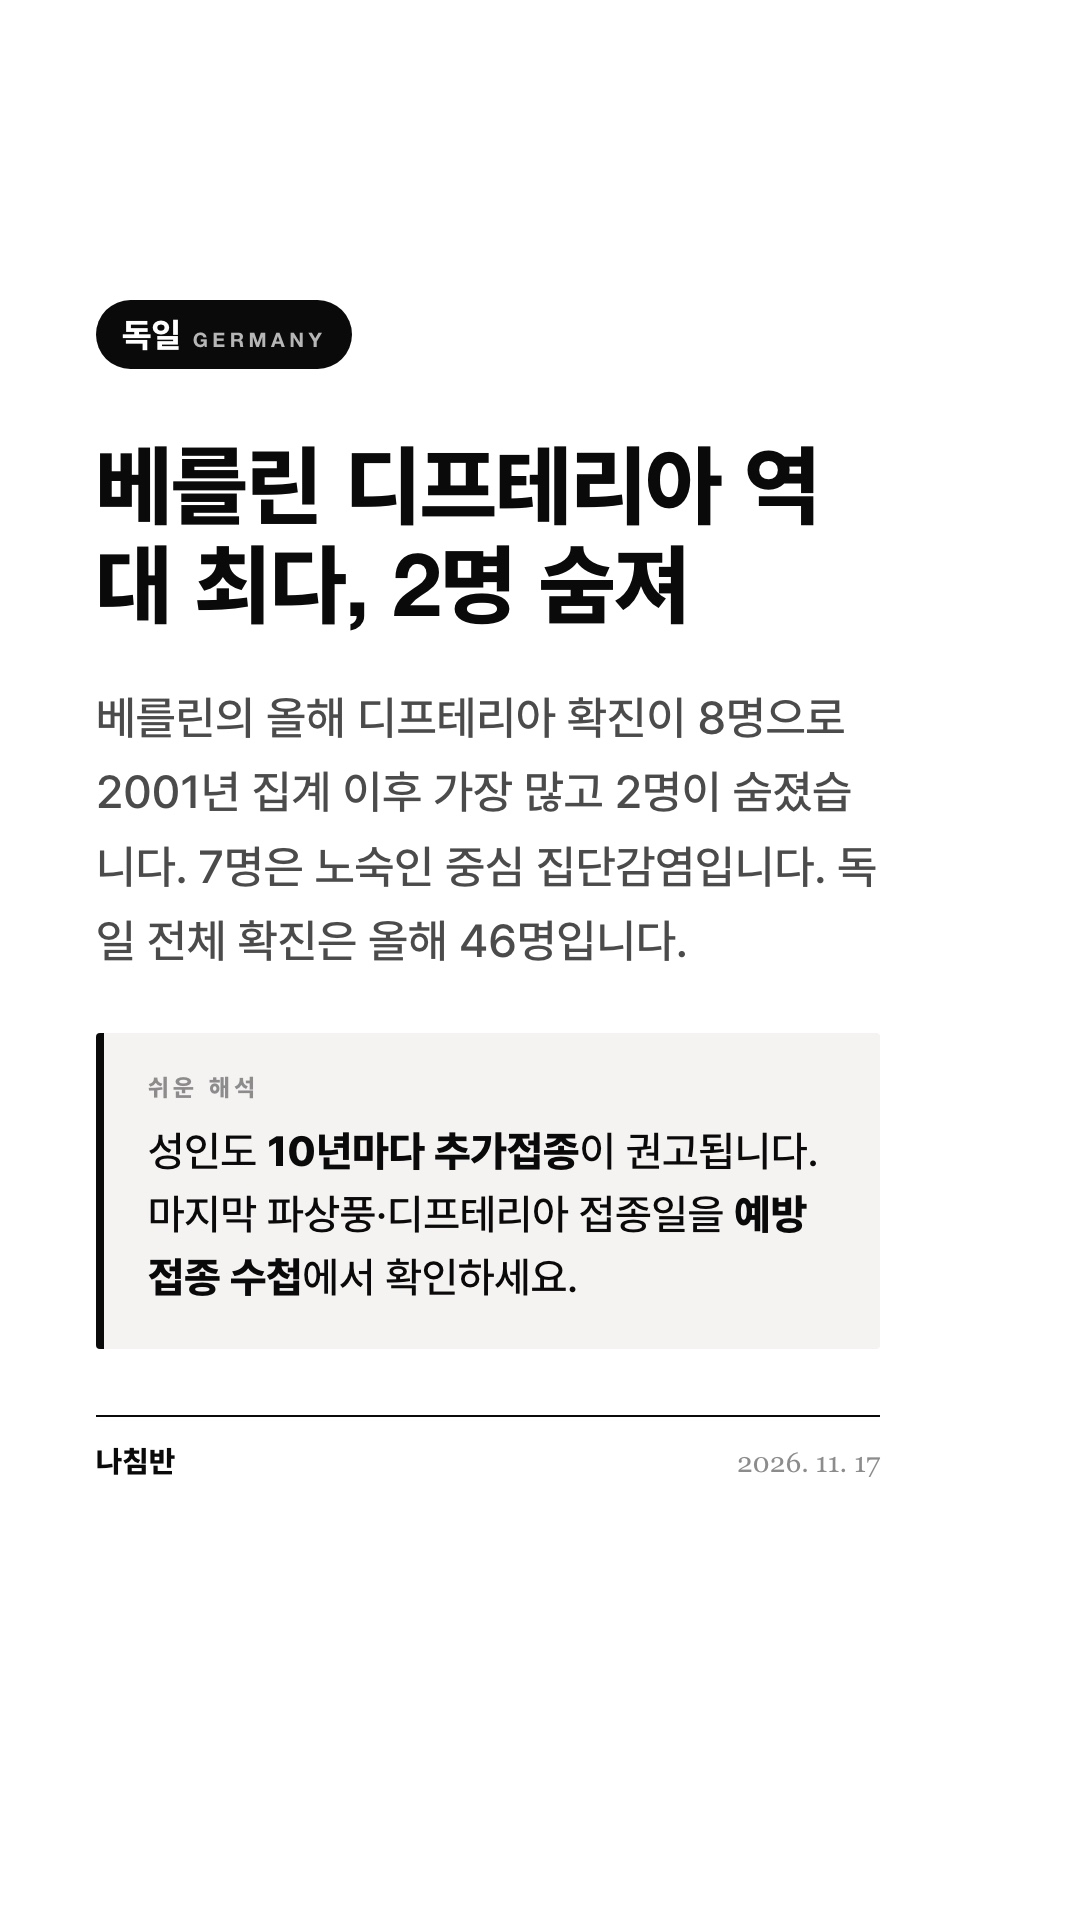 독일 GERMANY
베를린 디프테리아 역
대 최다, 2명 숨져
베를린의 올해 디프테리아 확진이 8명으로
2001년 집계 이후 가장 많고 2명이 숨졌습
니다. 7명은 노숙인 중심 집단감염입니다. 독
일 전체 확진은 올해 46명입니다.
쉬운 해석
성인도 10년마다 추가접종이 권고됩니다.
마지막 파상풍·디프테리아 접종일을 예방
접종 수첩에서 확인하세요.
나침반 2026. 11. 17